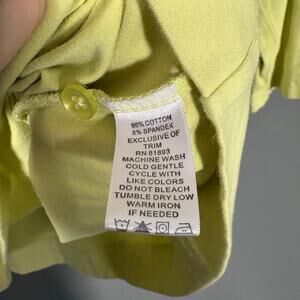 95% COTTON
5% SPANDEX
EXCLUSIVE OF
TRIM
RN 81893
MACHINE WASH
COLD GENTLE
CYCLE WITH
LIKE COLORS
DO NOT BLEACH
TUMBLE DRY LOW
WARM IRON
IF NEEDED